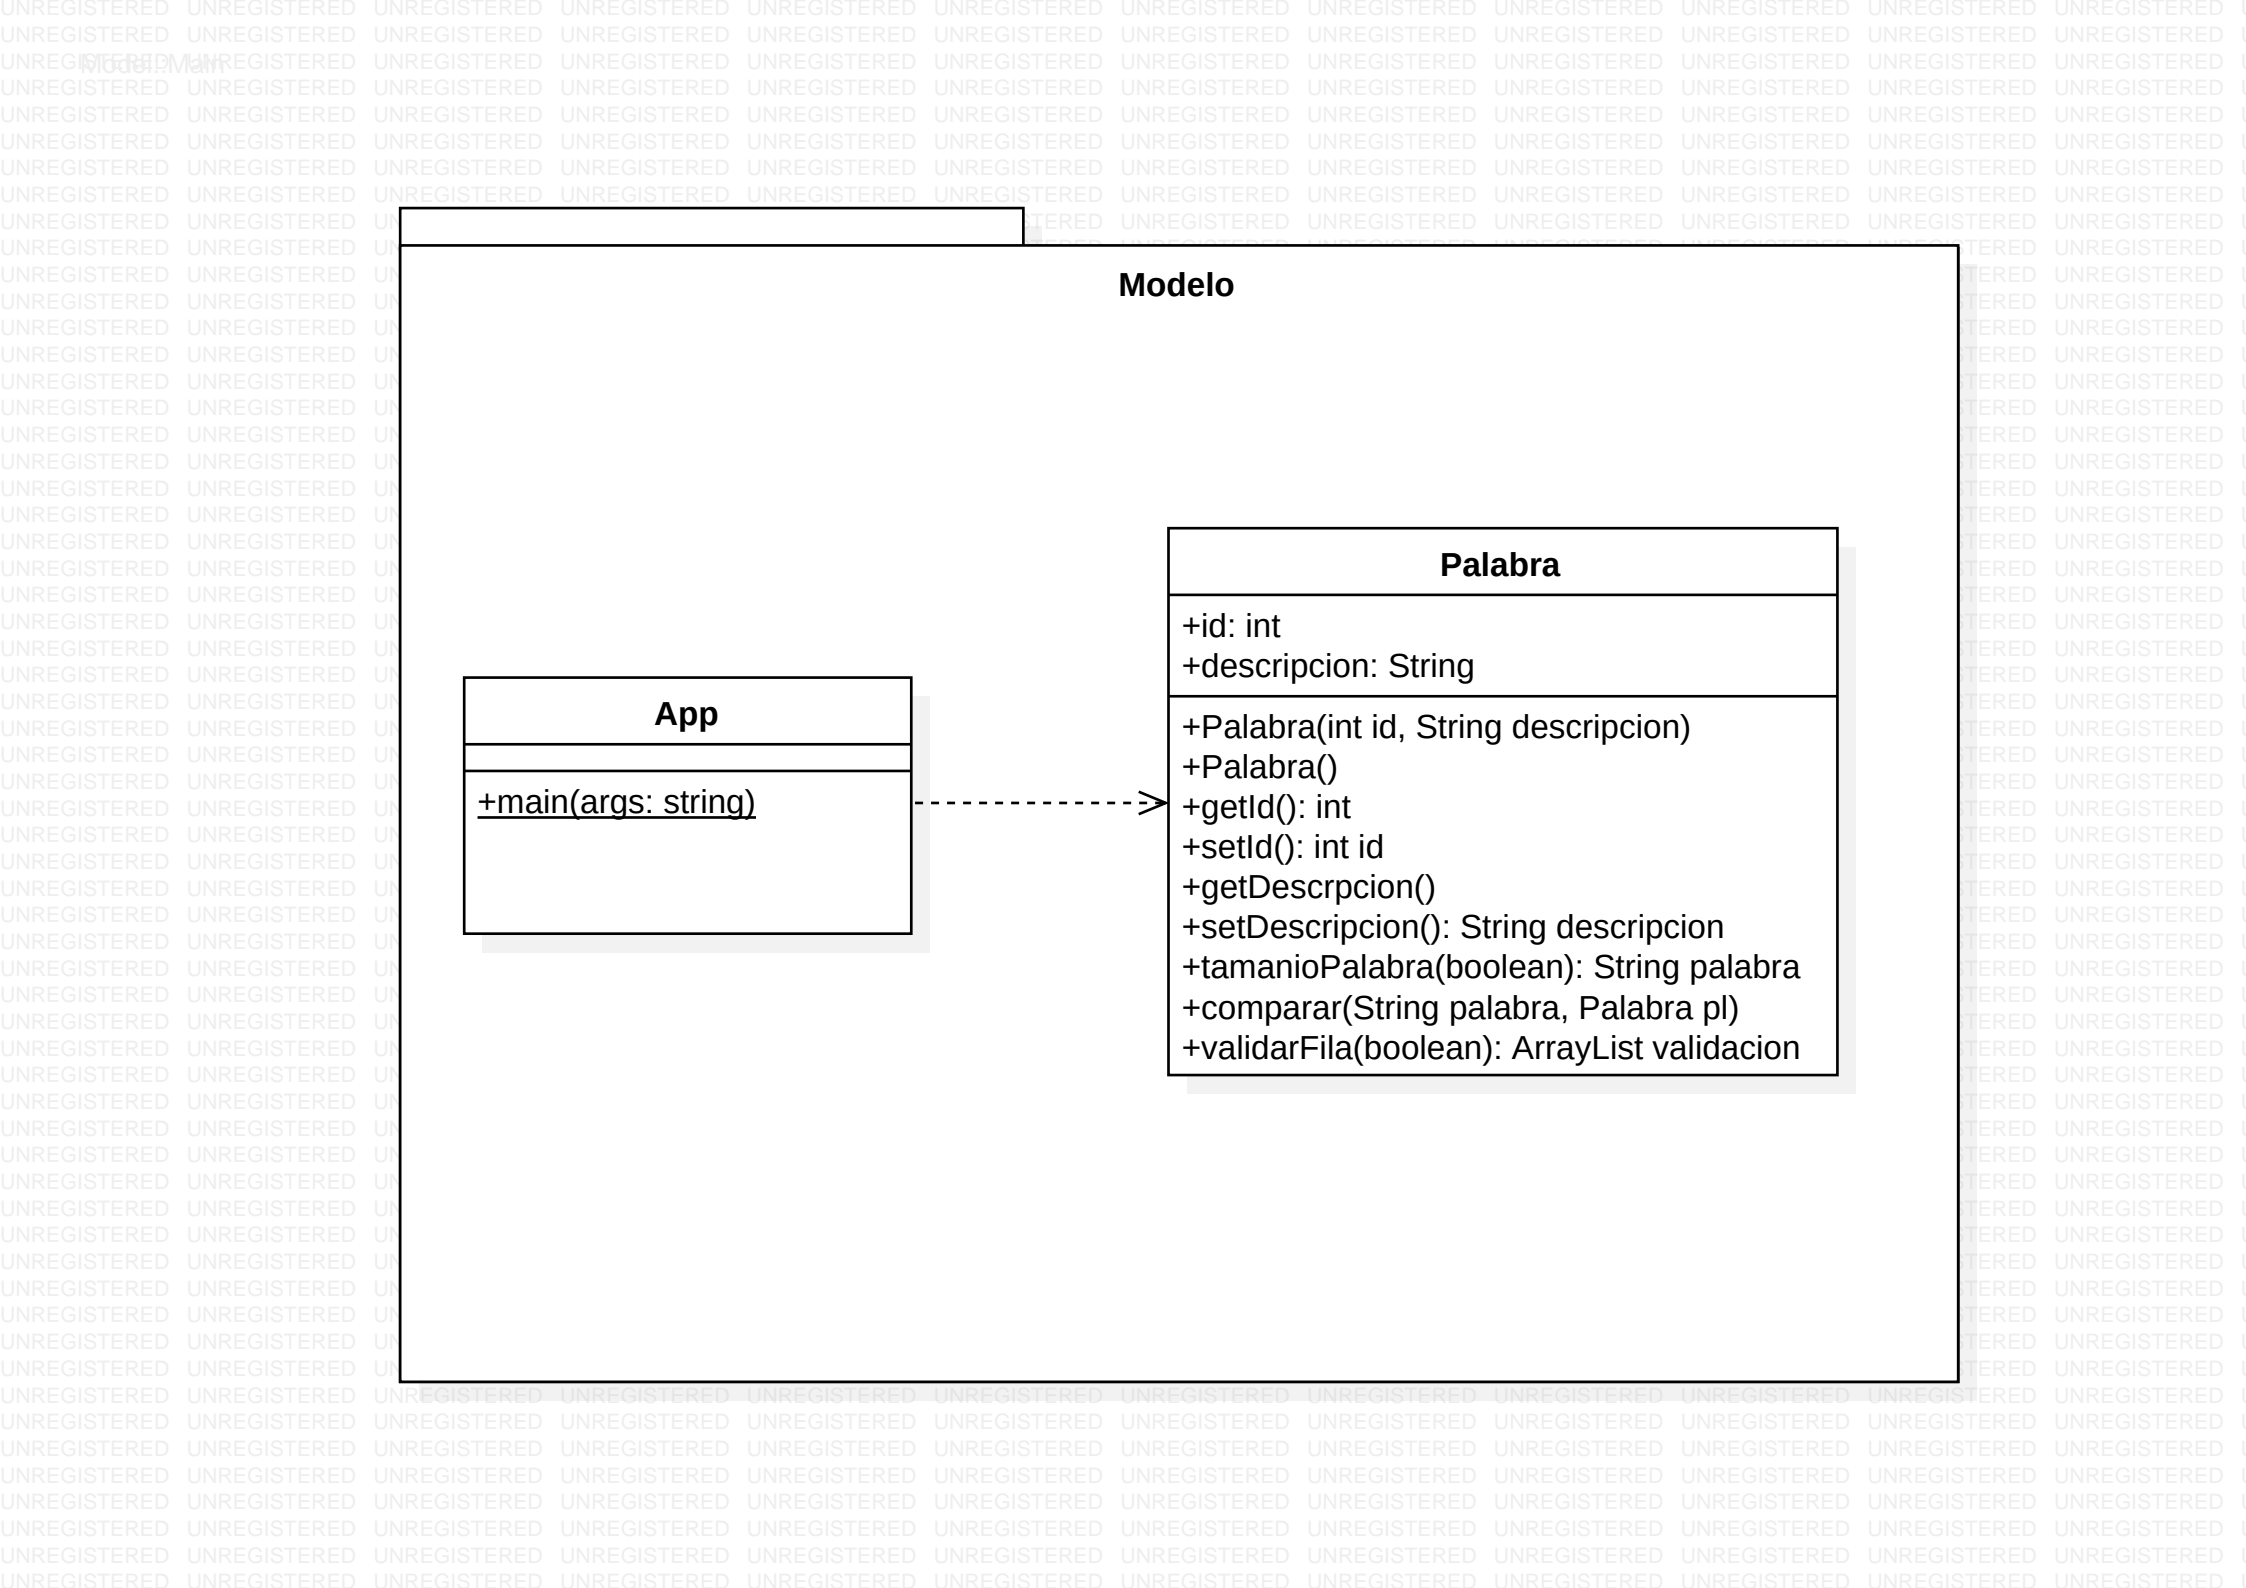 Model::Main
Modelo
App
+main(args: string)
Palabra
+id: int
+descripcion: String
+Palabra(int id, String descripcion)
+Palabra()
+getId(): int
+setId(): int id
+getDescrpcion()
+setDescripcion(): String descripcion
+tamanioPalabra(boolean): String palabra
+comparar(String palabra, Palabra pl)
+validarFila(boolean): ArrayList validacion
UNREGISTERED